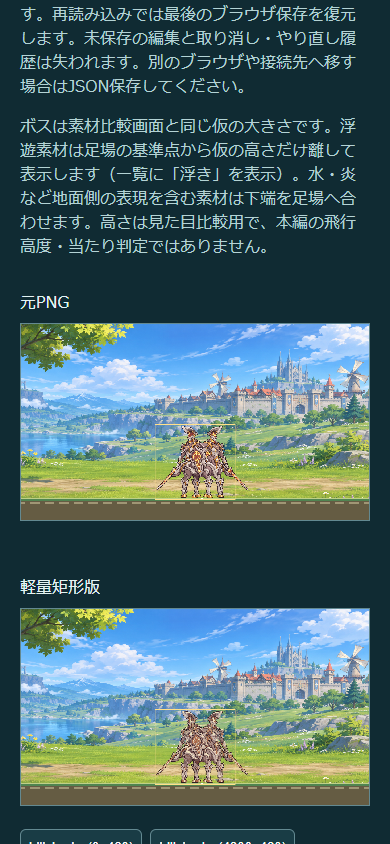 す。再読み込みでは最後のブラウザ保存を復元
します。未保存の編集と取り消し・やり直し履
歴は失われます。別のブラウザや接続先へ移す
場合はJSON保存してください。
ボスは素材比較画面と同じ仮の大きさです。浮
遊素材は足場の基準点から仮の高さだけ離して
表示します（一覧に「浮き」を表示）。水・炎
など地面側の表現を含む素材は下端を足場へ合
わせます。高さは見た目比較用で、本編の飛行
高度・当たり判定ではありません。
元PNG
軽量矩形版